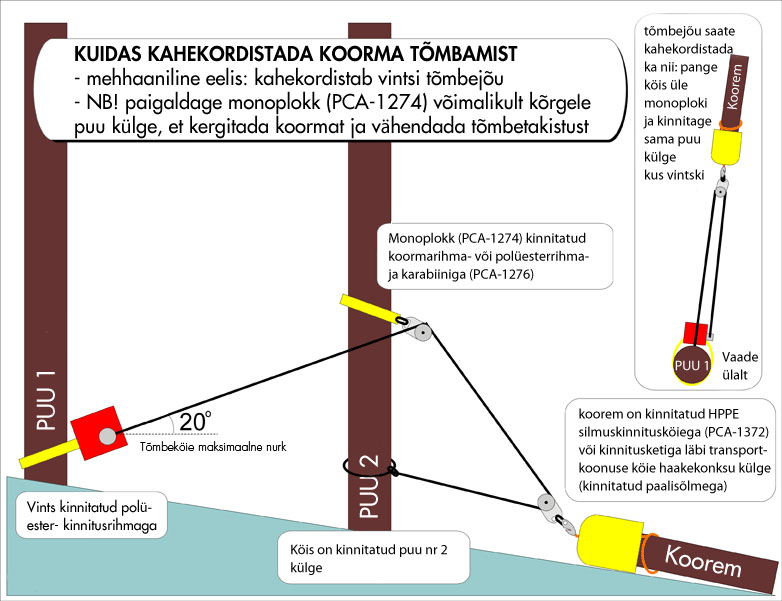 KUIDAS KAHEKORDISTADA KOORMA TÕMBAMIST
- mehhaaniline eelis: kahekordistab vintsi tõmbejõu
- NB! paigaldage monoplokk (PCA-1274) võimalikult kõrgele
puu külge, et kergitada koormat ja vähendada tõmbetakistust
tõmbejõu saate
kahekordistada
ka nii: pange
köis üle
monoploki
ja kinnitage
sama puu
külge
kus vintski
Koorem
PUU 1
Vaade
ülalt
Monoplokk (PCA-1274) kinnitatud
koormarihma- või polüesterrihma-
ja karabiiniga (PCA-1276)
PUU 1
20°
Tõmbeköie maksimaalne nurk
PUU 2
koorem on kinnitatud HPPE
silmuskinnitusköiega (PCA-1372)
või kinnitusketiga läbi transport-
koonuse köie haakekonksu külge
(kinnitatud paalisõlmega)
Vints kinnitatud polü-
ester- kinnitusrihmaga
Köis on kinnitatud puu nr 2
külge
Koorem